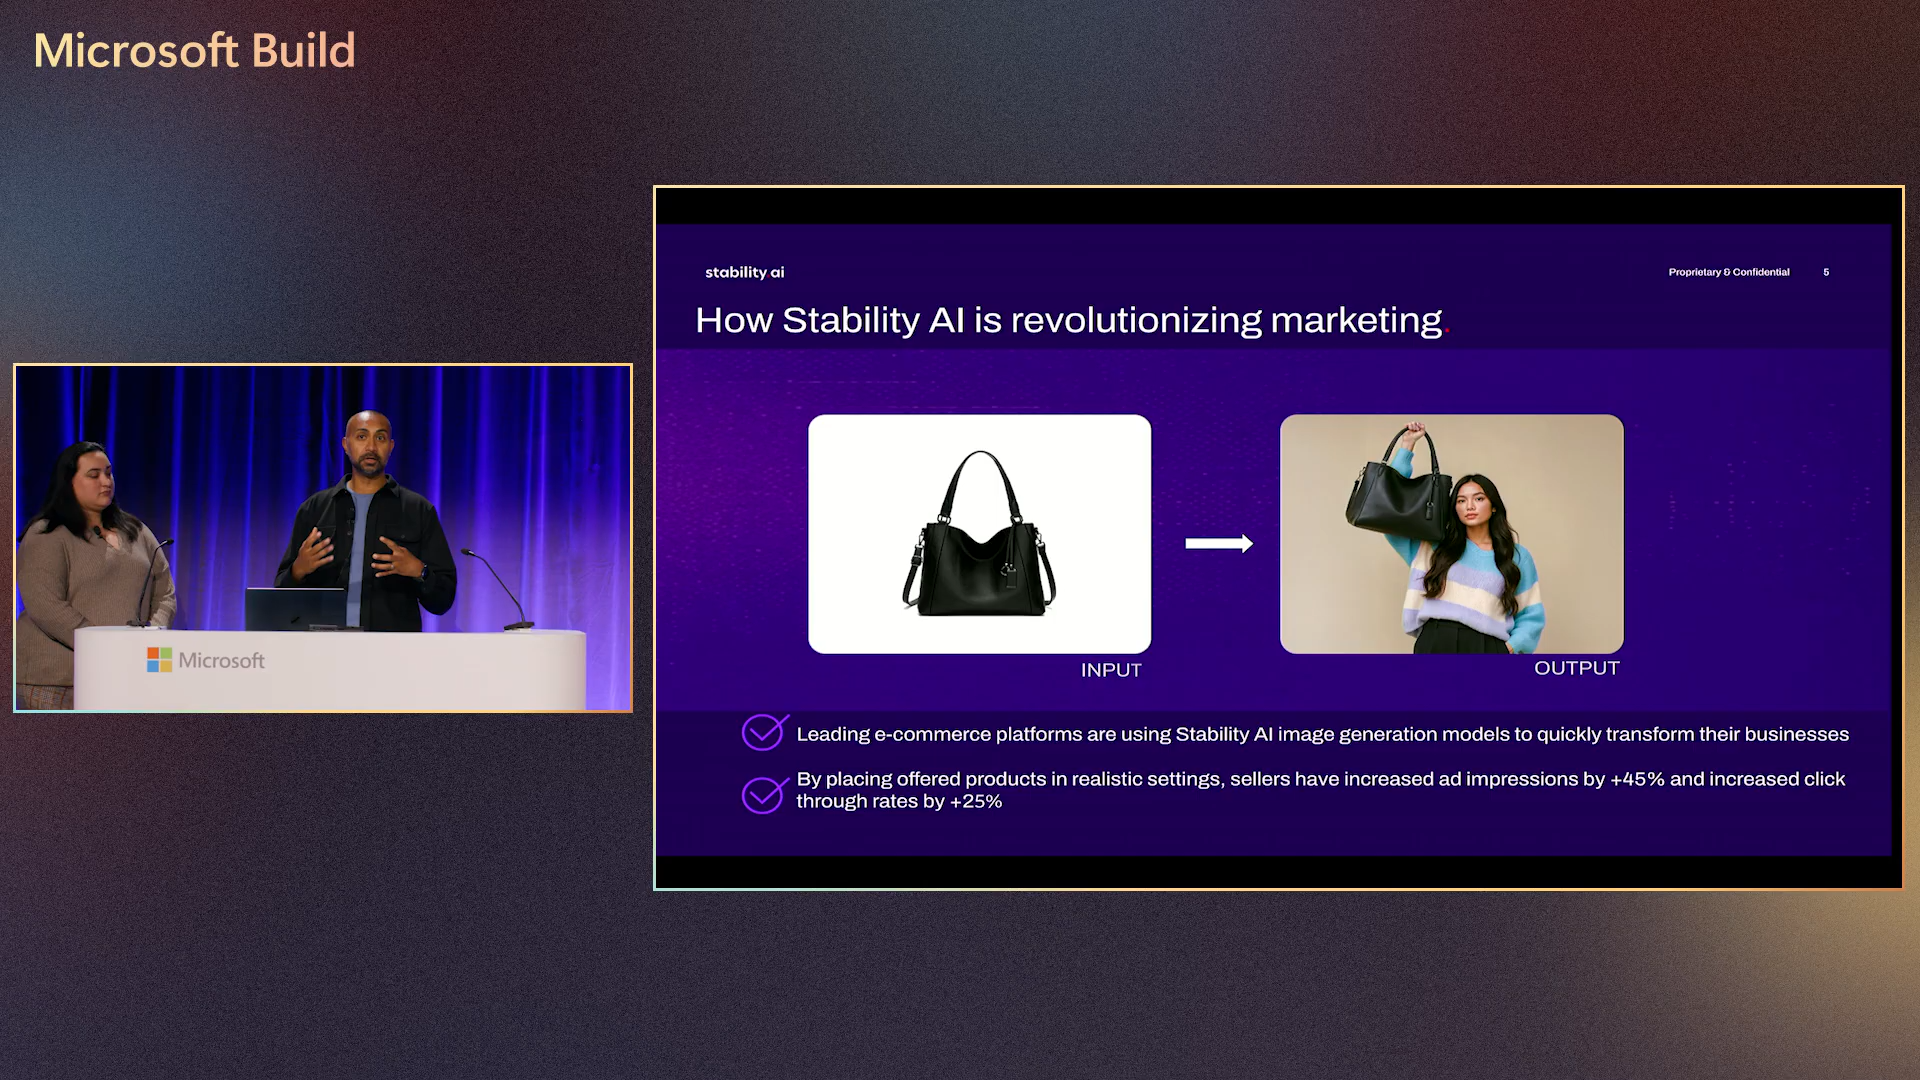 Microsoft Build
Microsoft
stability ai
Proprietary & Confidential 5
How Stability AI is revolutionizing marketing.
INPUT
OUTPUT
Leading e-commerce platforms are using Stability AI image generation models to quickly transform their businesses
By placing offered products in realistic settings, sellers have increased ad impressions by +45% and increased click
through rates by +25%